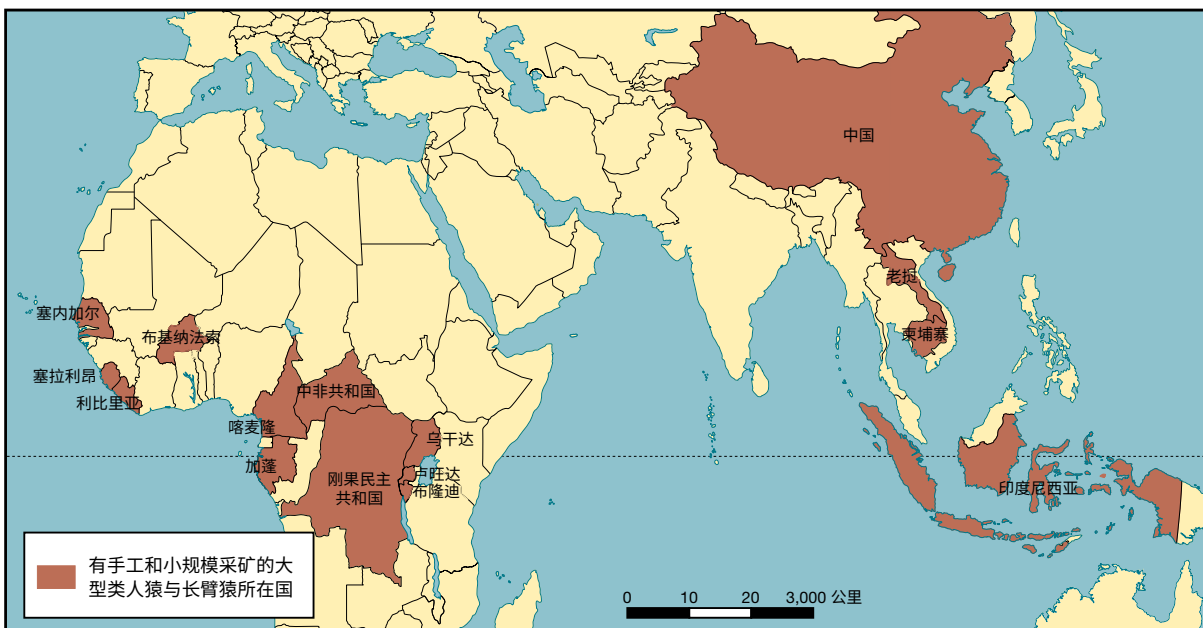 中国
老挝
柬埔寨
塞内加尔
布基纳法索
塞拉利昂
利比里亚
中非共和国
喀麦隆
乌干达
加蓬
卢旺达
布隆迪
刚果民主
共和国
印度尼西亚
有手工和小规模采矿的大
型类人猿与长臂猿所在国
0 10 20 3,000 公里